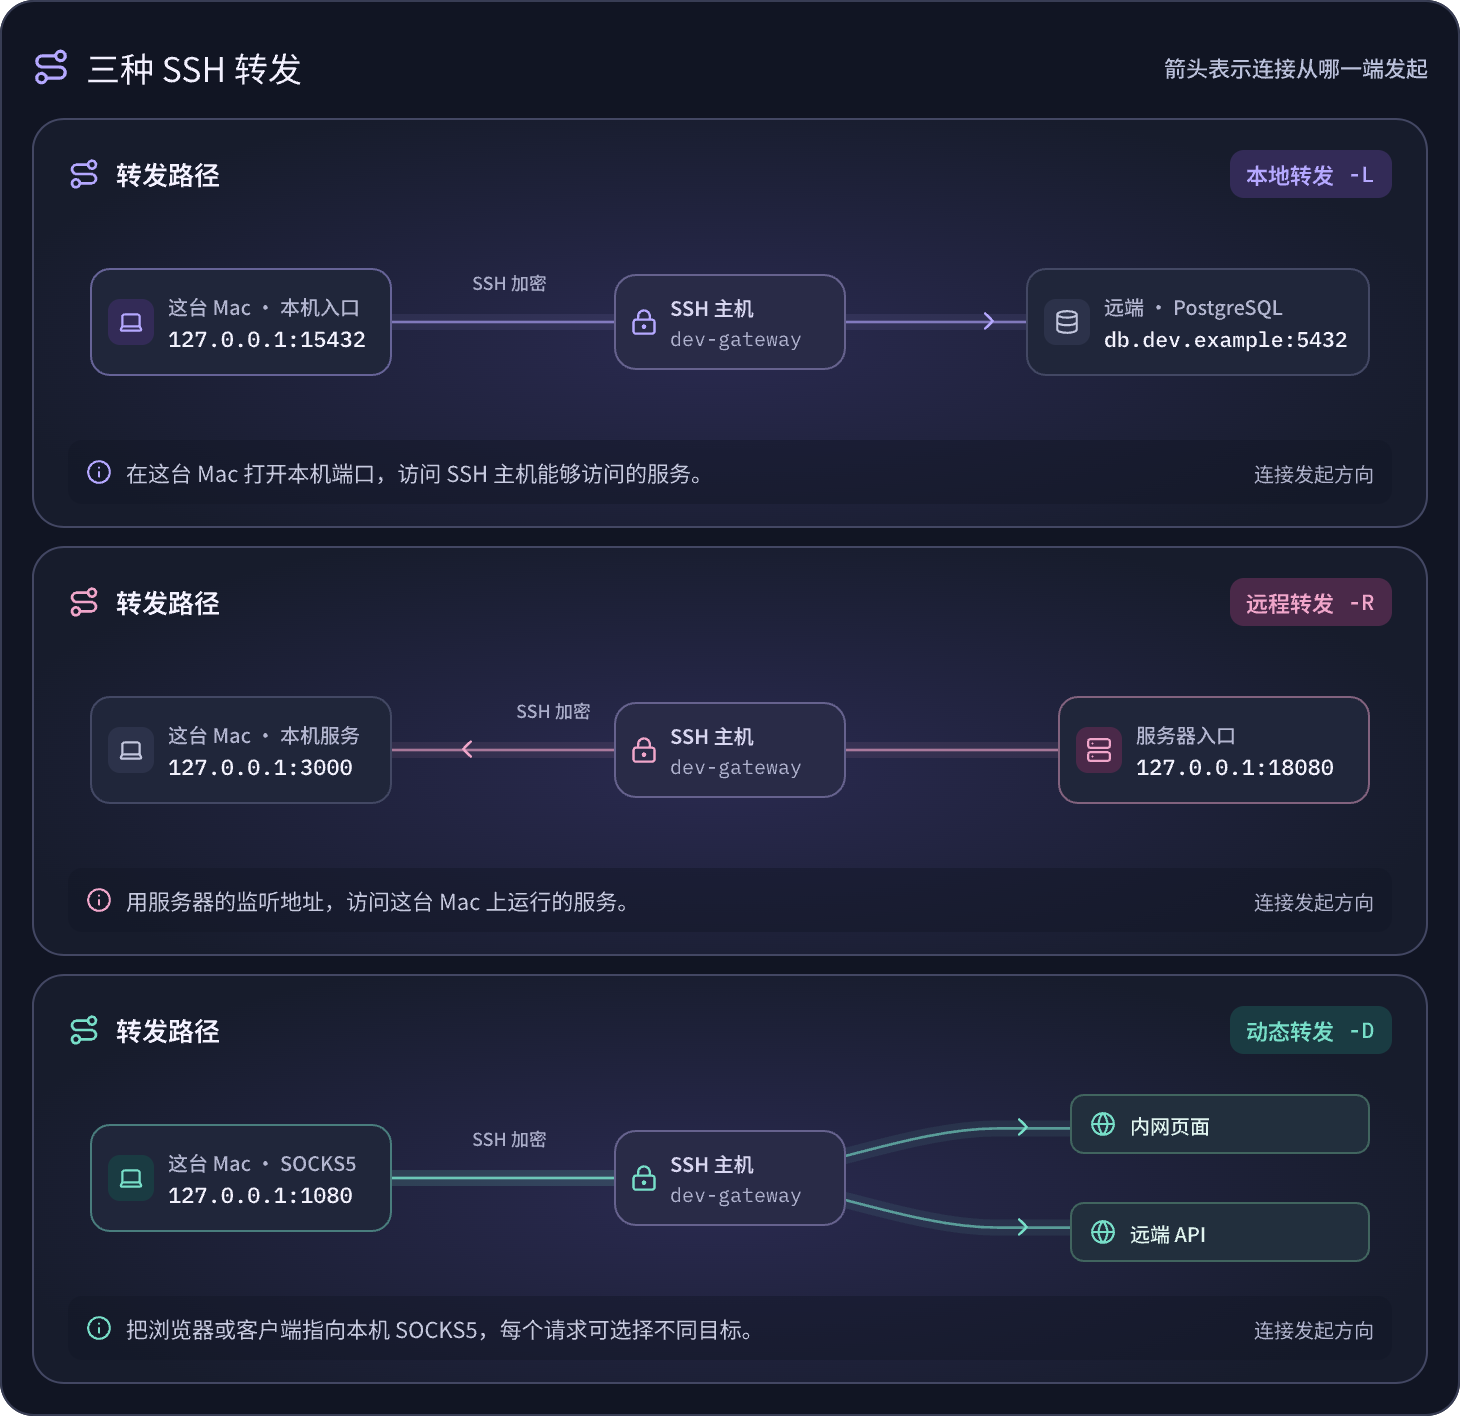 三种 SSH 转发
箭头表示连接从哪一端发起
转发路径
本地转发 -L
这台 Mac · 本机入口
127.0.0.1:15432
SSH 加密
SSH 主机
dev-gateway
远端 · PostgreSQL
db.dev.example:5432
在这台 Mac 打开本机端口，访问 SSH 主机能够访问的服务。
连接发起方向
转发路径
远程转发 -R
这台 Mac · 本机服务
127.0.0.1:3000
SSH 加密
SSH 主机
dev-gateway
服务器入口
127.0.0.1:18080
用服务器的监听地址，访问这台 Mac 上运行的服务。
连接发起方向
转发路径
动态转发 -D
这台 Mac · SOCKS5
127.0.0.1:1080
SSH 加密
SSH 主机
dev-gateway
内网页面
远端 API
把浏览器或客户端指向本机 SOCKS5，每个请求可选择不同目标。
连接发起方向